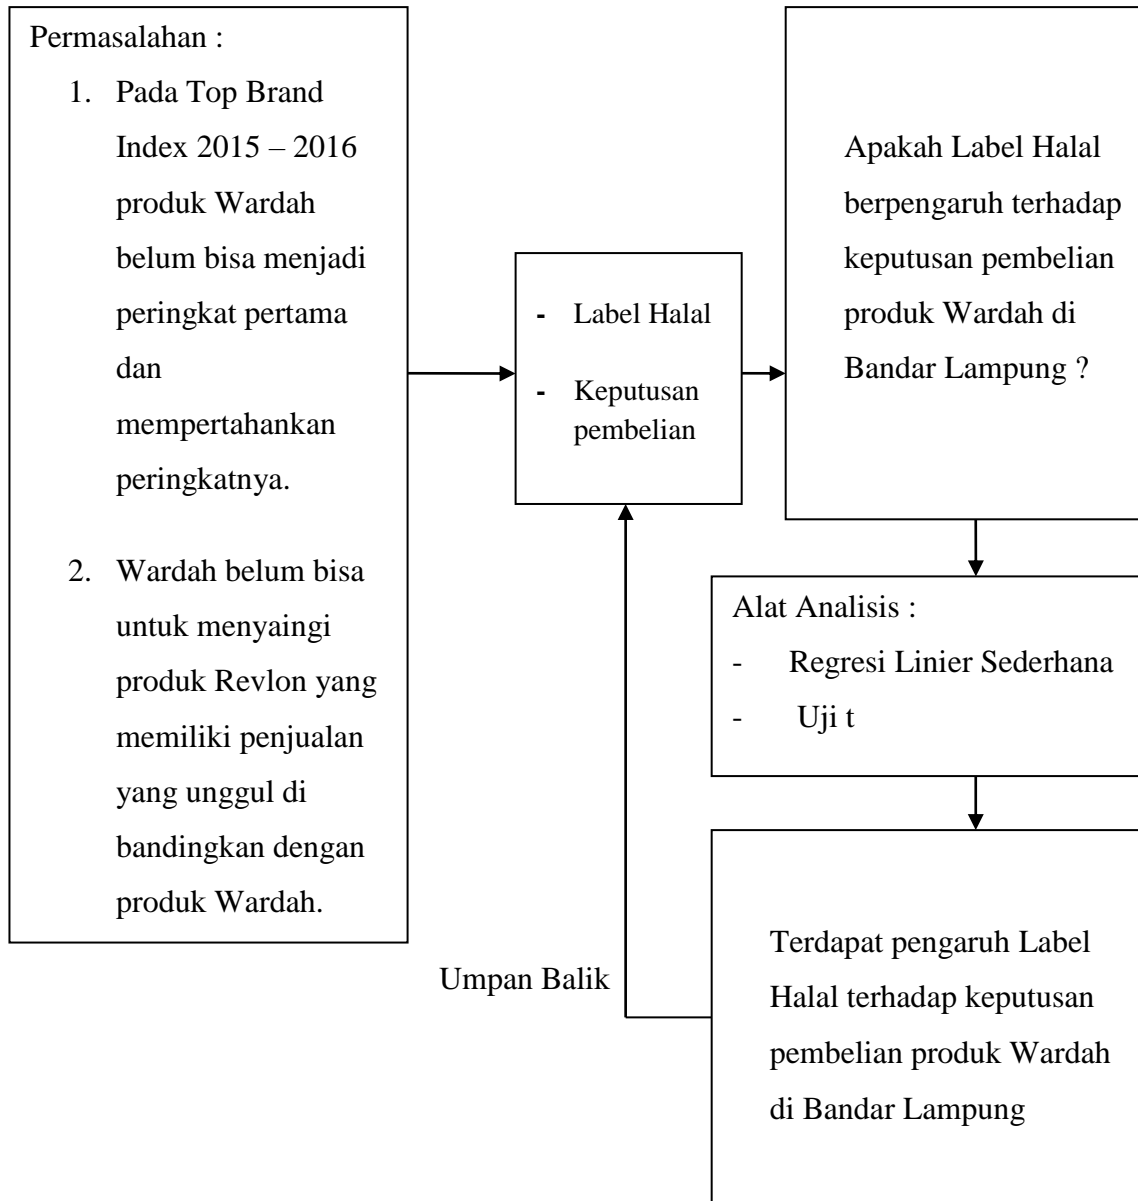 Permasalahan :
1. Pada Top Brand
Index 2015 – 2016
produk Wardah
belum bisa menjadi
peringkat pertama
dan
mempertahankan
peringkatnya.
2. Wardah belum bisa
untuk menyaingi
produk Revlon yang
memiliki penjualan
yang unggul di
bandingkan dengan
produk Wardah.
- Label Halal
- Keputusan
pembelian
Apakah Label Halal
berpengaruh terhadap
keputusan pembelian
produk Wardah di
Bandar Lampung ?
Alat Analisis :
- Regresi Linier Sederhana
- Uji t
Terdapat pengaruh Label
Halal terhadap keputusan
pembelian produk Wardah
di Bandar Lampung
Umpan Balik